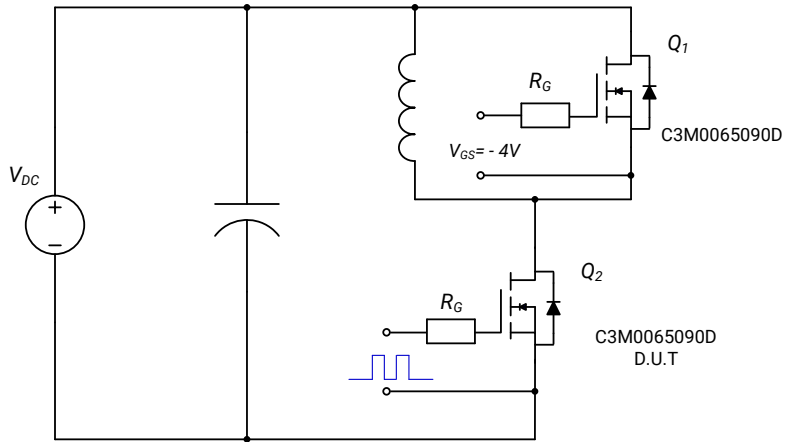 Q1
RG
C3M0065090D
VGS= - 4V
VDC
+
−
Q2
RG
C3M0065090D
D.U.T